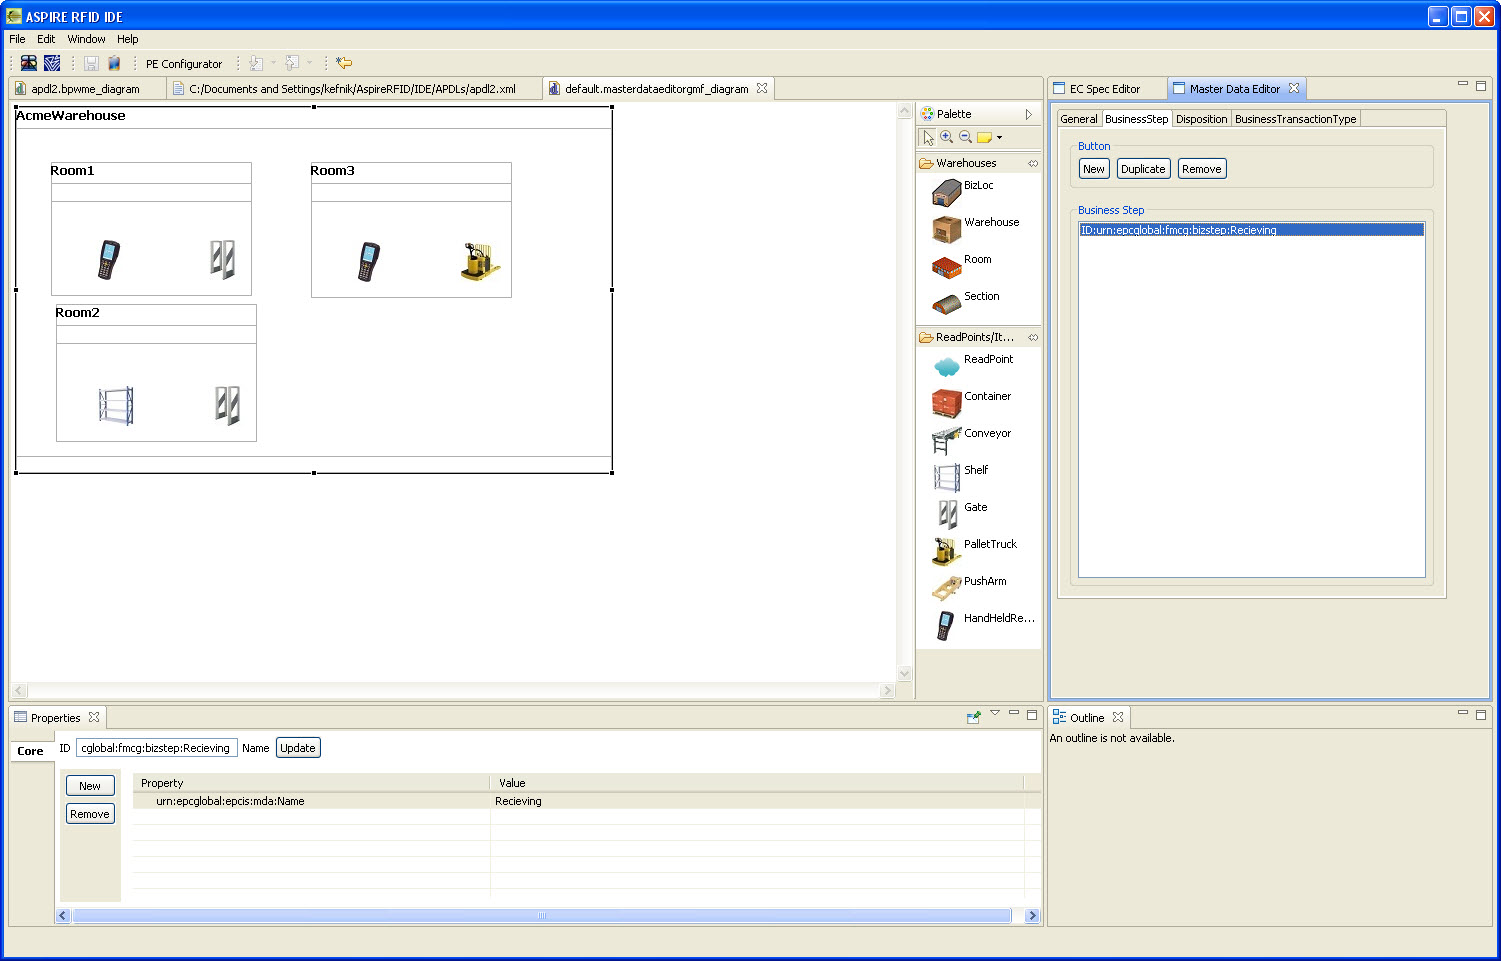 ASPIRE RFID IDE
File Edit Window Help
PE Configurator
apdl2.bpwme_diagram
C:/Documents and Settings/kefnik/AspireRFID/IDE/APDLs/apdl2.xml
default.masterdataeditorgmf_diagram
EC Spec Editor
Master Data Editor
AcmeWarehouse
Room1
Room3
Room2
Palette
Warehouses
BizLoc
Warehouse
Room
Section
ReadPoints/It...
ReadPoint
Container
Conveyor
Shelf
Gate
PalletTruck
PushArm
HandHeldRe...
General BusinessStep Disposition BusinessTransactionType
Button
New Duplicate Remove
Business Step
ID:urn:epcglobal:fmcg:bizstep:Recieving
Properties
Core
ID cglobal:fmcg:bizstep:Recieving Name Update
New
Remove
Property Value
urn:epcglobal:epcis:mda:Name Recieving
Outline
An outline is not available.